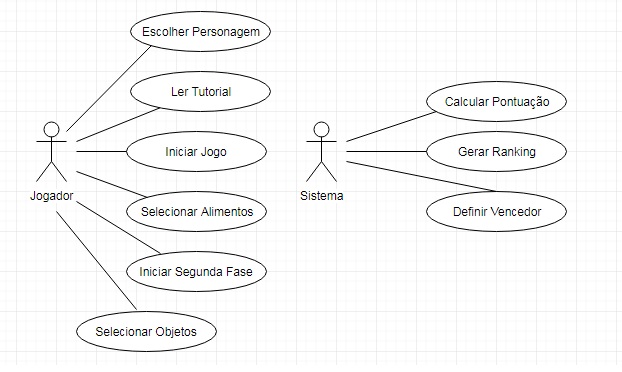 Escolher Personagem
Ler Tutorial
Iniciar Jogo
Jogador
Selecionar Alimentos
Iniciar Segunda Fase
Selecionar Objetos
Calcular Pontuação
Gerar Ranking
Sistema
Definir Vencedor